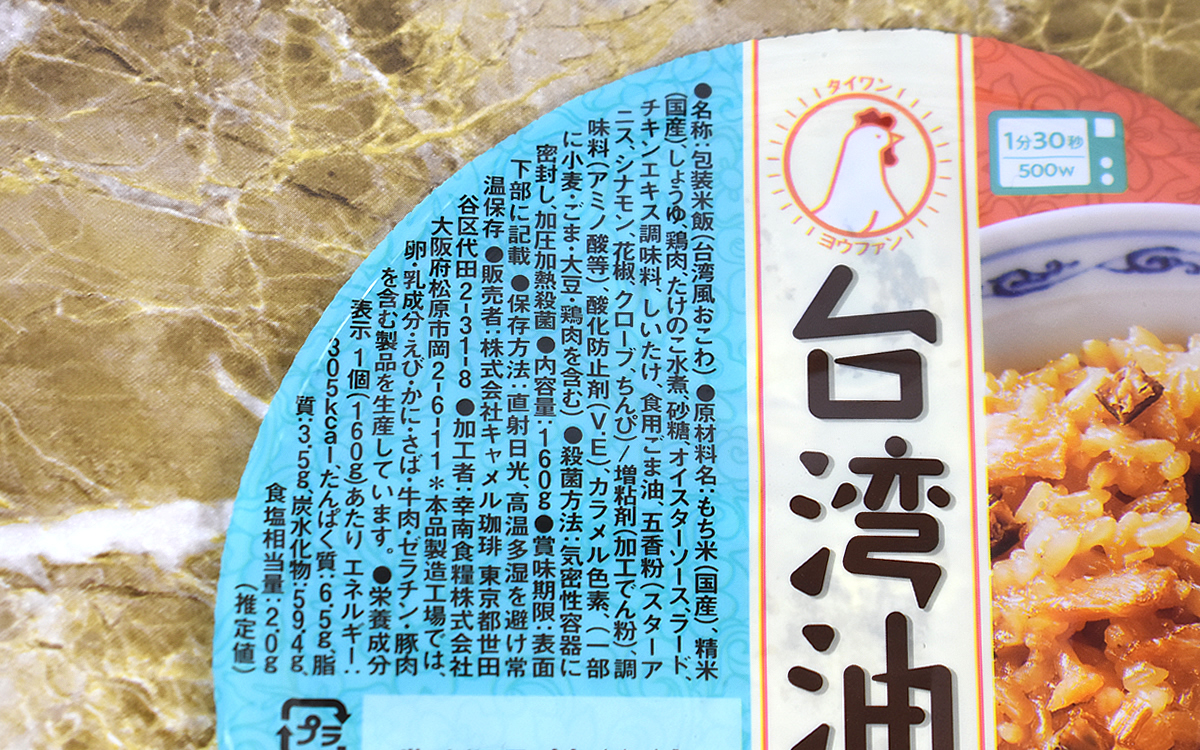 ●名称:包装米飯(台湾風おこわ) ●原材料名:もち米(国産)、精米
(国産)、しょうゆ、鶏肉、たけのこ水煮、砂糖、オイスターソース、ラード、
チキンエキス調味料、しいたけ、食用ごま油、五香粉(スターア
ニス、シナモン、花椒、クローブ、ちんぴ)/増粘剤(加工でん粉)、調
味料(アミノ酸等)、酸化防止剤(V.E)、カラメル色素、(一部
に小麦・ごま・大豆・鶏肉を含む) ●殺菌方法:気密性容器に
密封し、加圧加熱殺菌 ●内容量:160g ●賞味期限:表面
下部に記載 ●保存方法:直射日光、高温多湿を避け常
温保存 ●販売者:株式会社キャメル珈琲 東京都世田
谷区代田2-31-8 ●加工者:幸南食糧株式会社
大阪府松原市岡2-6-11 *本品製造工場では、
卵・乳成分・えび・かに・さば・牛肉・ゼラチン・豚肉
を含む製品を生産しています。 ●栄養成分
表示 1個(160g)あたり エネルギー:
305kcal、たんぱく質:6.5g、脂
質:3.5g、炭水化物:59.4g、
食塩相当量:2.0g
(推定値)
プラ
タイワン
ヨウファン
台湾油
1分30秒
500w